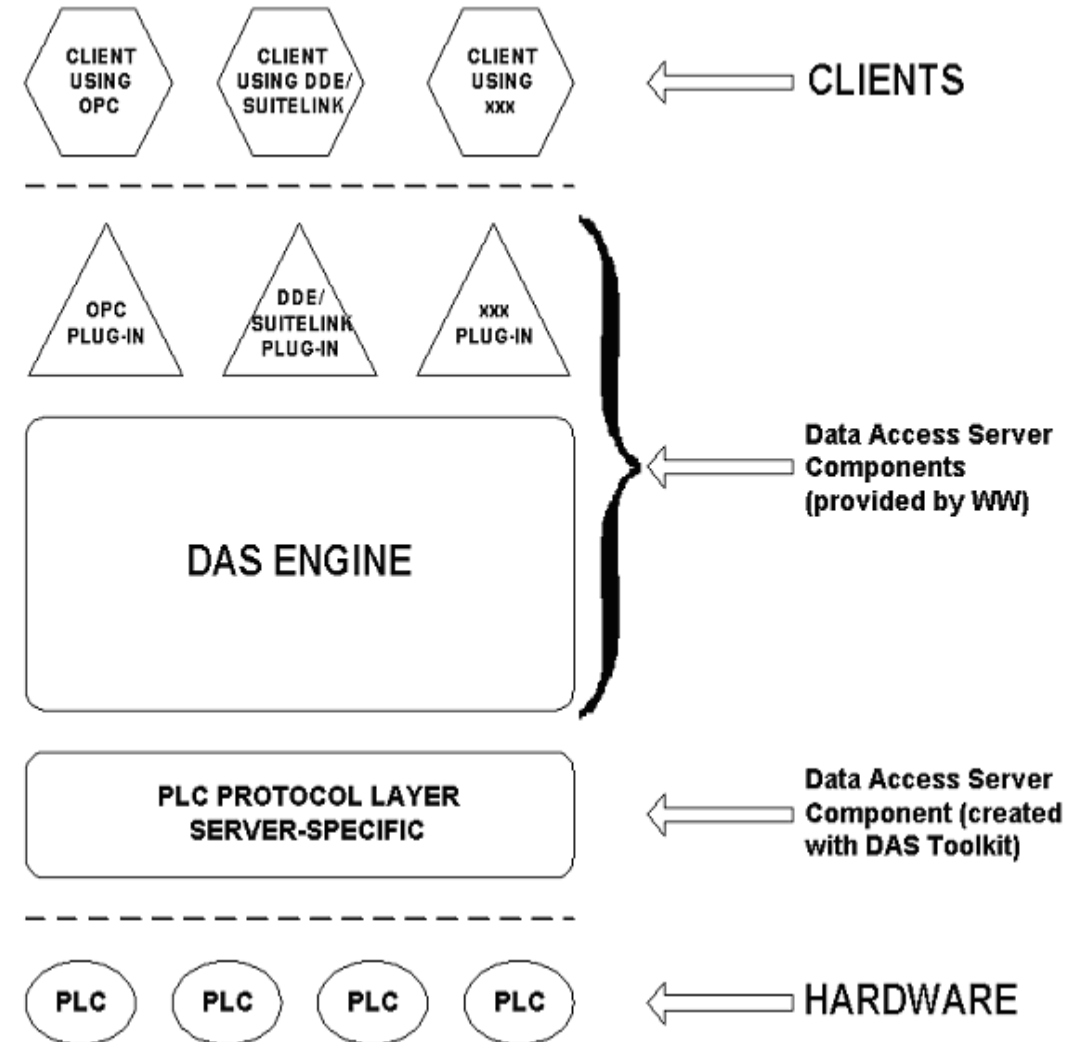 CLIENT
USING
OPC
CLIENT
USING DDE/
SUITELINK
CLIENT
USING
xxx
CLIENTS
OPC
PLUG-IN
DDE/
SUITELINK
PLUG-IN
xxx
PLUG-IN
Data Access Server
Components
(provided by WW)
DAS ENGINE
PLC PROTOCOL LAYER
SERVER-SPECIFIC
Data Access Server
Component (created
with DAS Toolkit)
PLC
PLC
PLC
PLC
HARDWARE